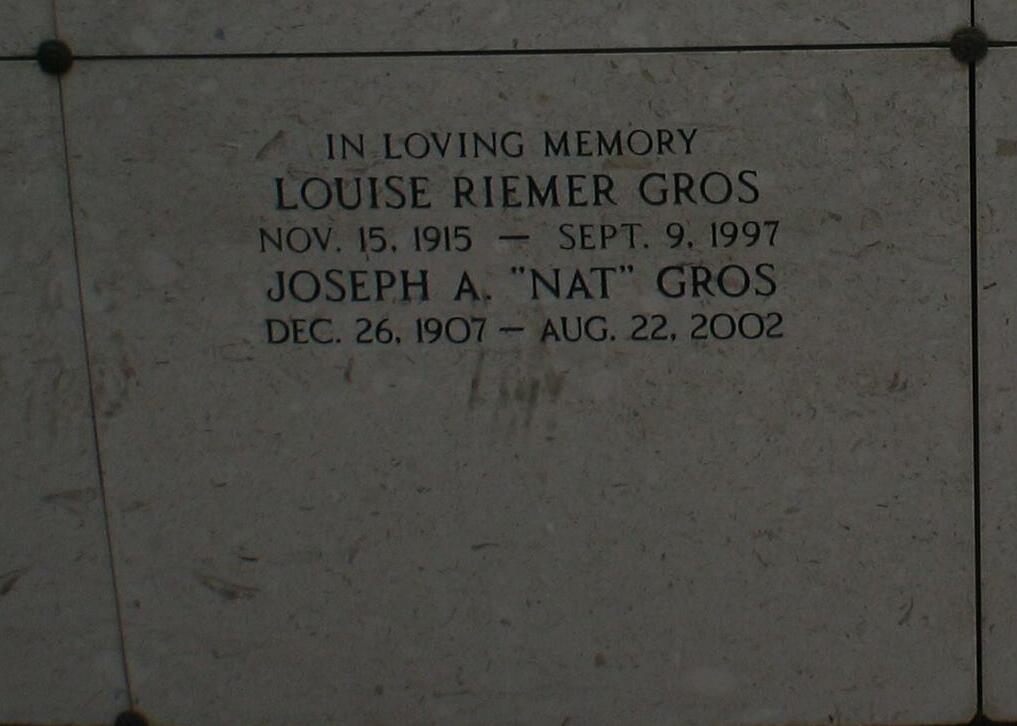 IN LOVING MEMORY
LOUISE RIEMER GROS
NOV. 15, 1915 — SEPT. 9, 1997
JOSEPH A. "NAT" GROS
DEC. 26, 1907 — AUG. 22, 2002